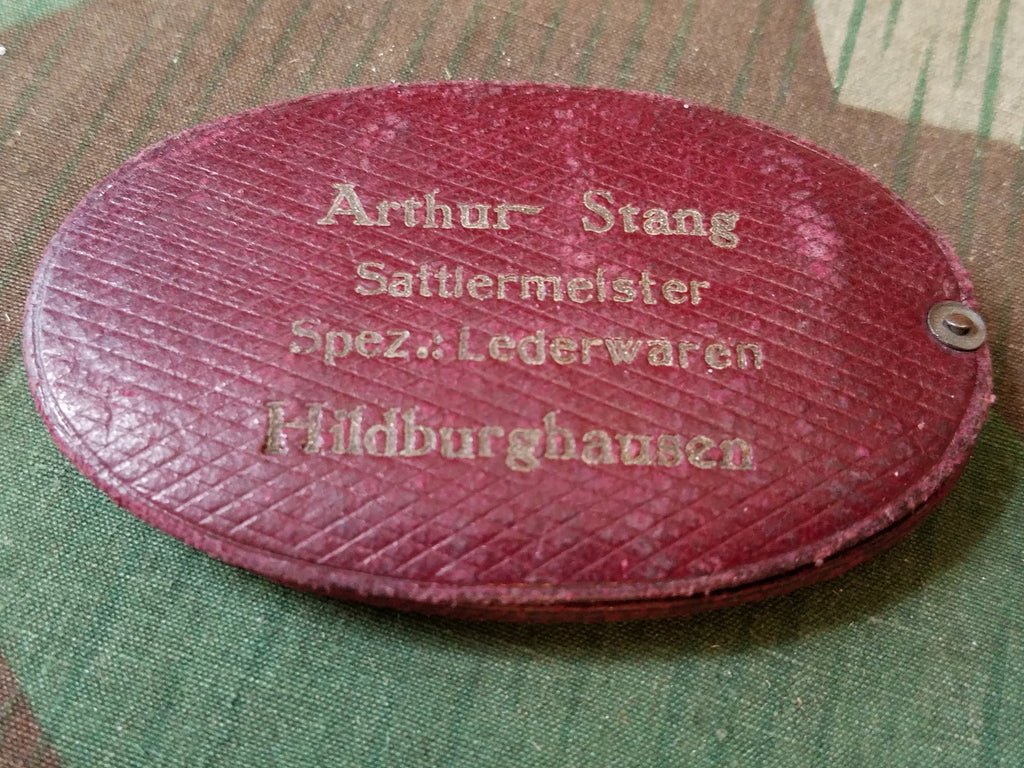 Arthur Stang
Sattlermeister
Spez.: Lederwaren
Hildburghausen